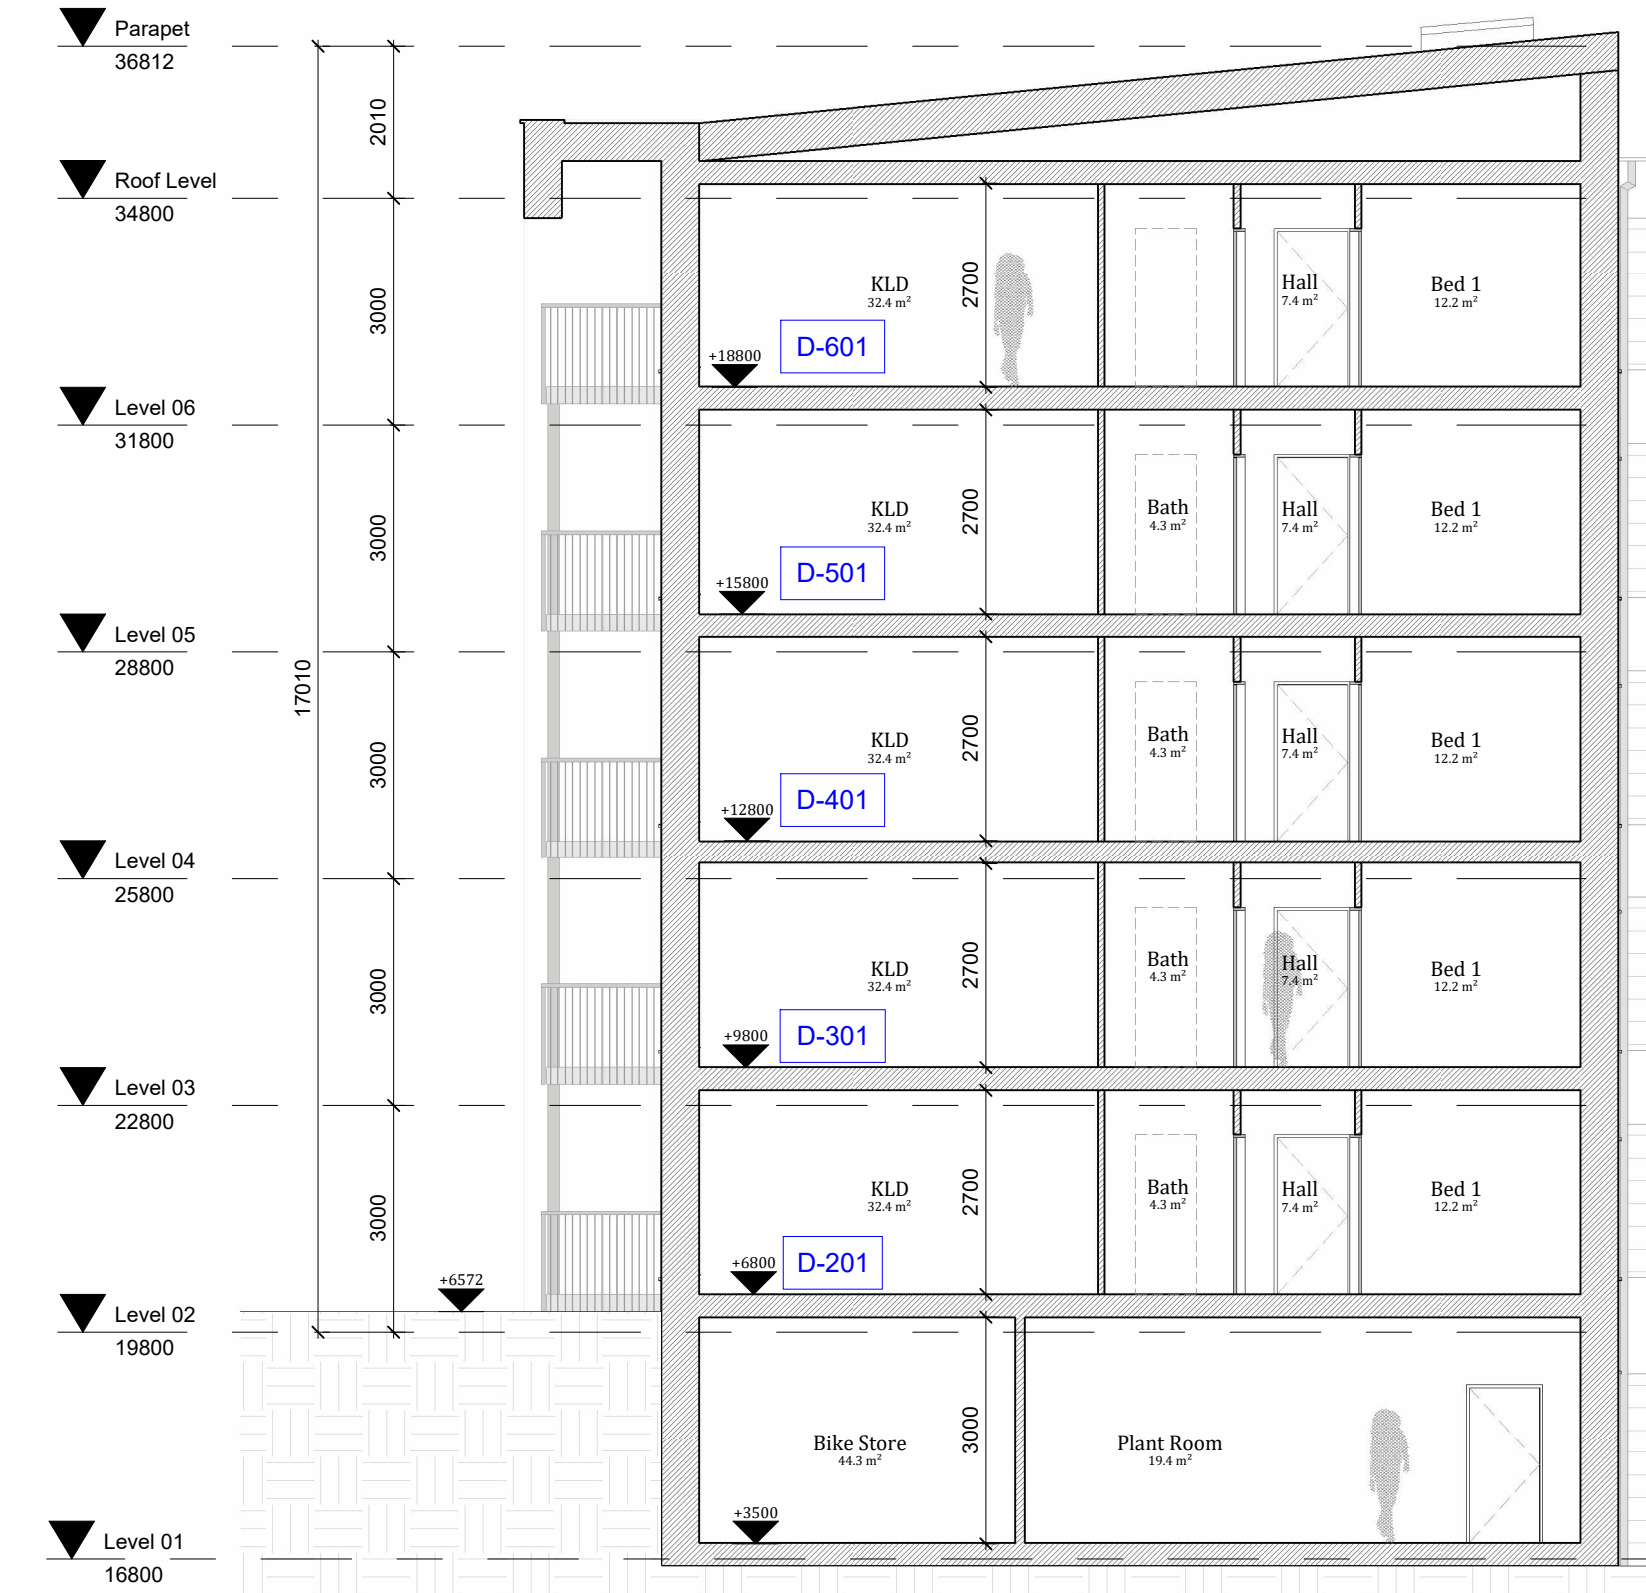 Parapet
36812
2010
Roof Level
34800
3000
2700
KLD
32.4 m²
Hall
7.4 m²
Bed 1
12.2 m²
D-601
+18800
Level 06
31800
3000
2700
KLD
32.4 m²
Bath
4.3 m²
Hall
7.4 m²
Bed 1
12.2 m²
D-501
+15800
Level 05
28800
17010
3000
2700
KLD
32.4 m²
Bath
4.3 m²
Hall
7.4 m²
Bed 1
12.2 m²
D-401
+12800
Level 04
25800
3000
2700
KLD
32.4 m²
Bath
4.3 m²
Hall
7.4 m²
Bed 1
12.2 m²
D-301
+9800
Level 03
22800
3000
2700
KLD
32.4 m²
Bath
4.3 m²
Hall
7.4 m²
Bed 1
12.2 m²
D-201
+6800
+6572
Level 02
19800
3000
Bike Store
44.3 m²
Plant Room
19.4 m²
+3500
Level 01
16800